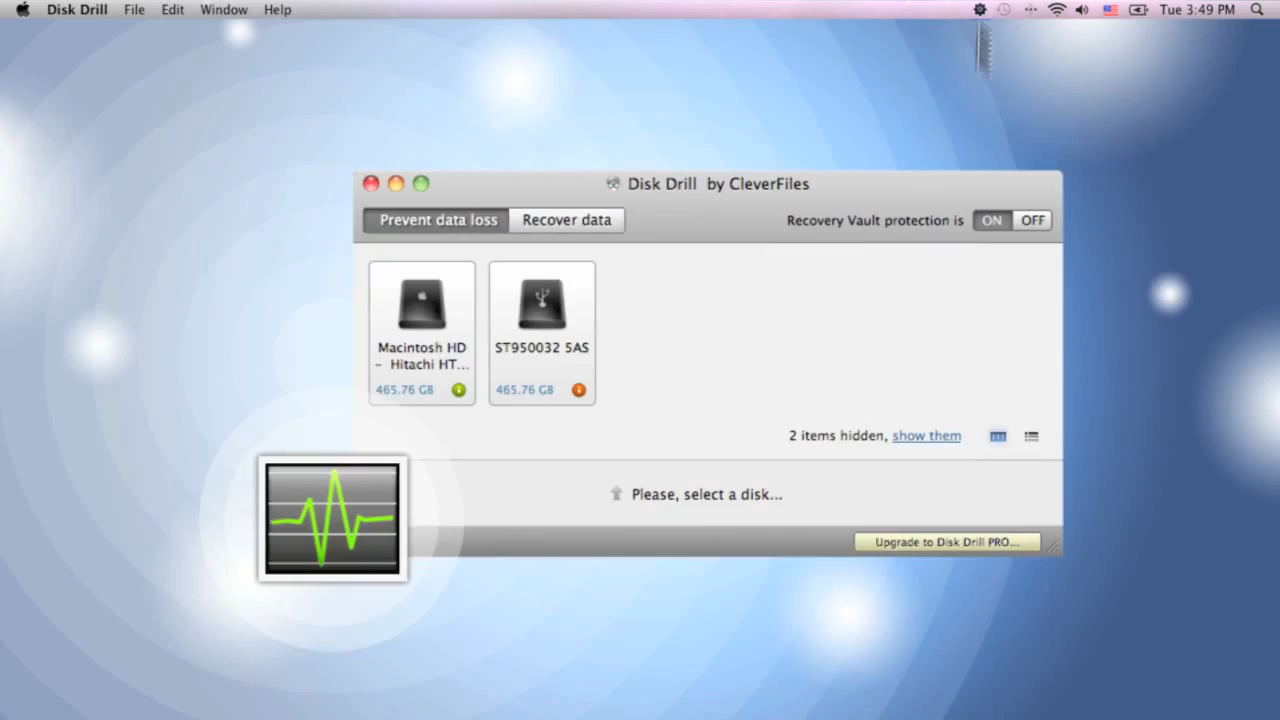 Disk Drill File Edit Window Help Tue 3:49 PM
Disk Drill by CleverFiles
Prevent data loss Recover data Recovery Vault protection is ON OFF
Macintosh HD
- Hitachi HT...
465.76 GB
ST950032 5AS
465.76 GB
2 items hidden, show them
Please, select a disk...
Upgrade to Disk Drill PRO...